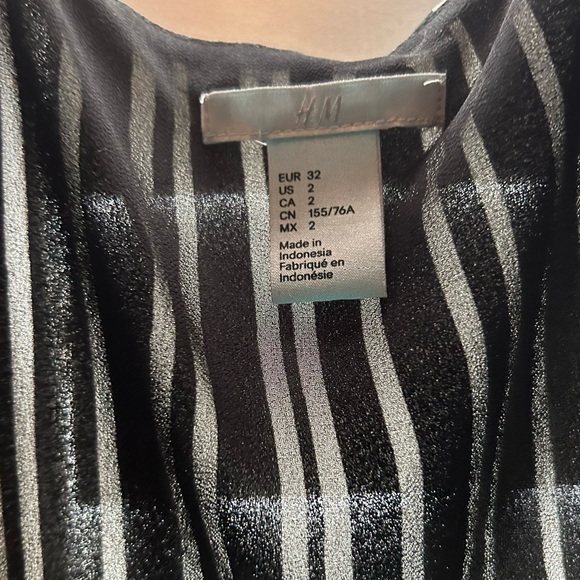 H&M
EUR 32
US 2
CA 2
CN 155/76A
MX 2
Made in
Indonesia
Fabriqué en
Indonésie